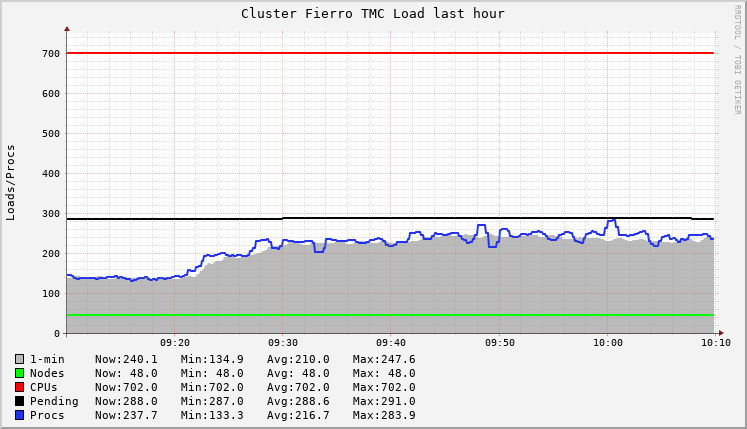 Cluster Fierro TMC Load last hour
RRDTOOL / TOBI OETIKER
Loads/Procs
700
600
500
400
300
200
100
0
09:20 09:30 09:40 09:50 10:00 10:10
1-min Now:240.1 Min:134.9 Avg:210.0 Max:247.6
Nodes Now: 48.0 Min: 48.0 Avg: 48.0 Max: 48.0
CPUs Now:702.0 Min:702.0 Avg:702.0 Max:702.0
Pending Now:288.0 Min:287.0 Avg:288.6 Max:291.0
Procs Now:237.7 Min:133.3 Avg:216.7 Max:283.9